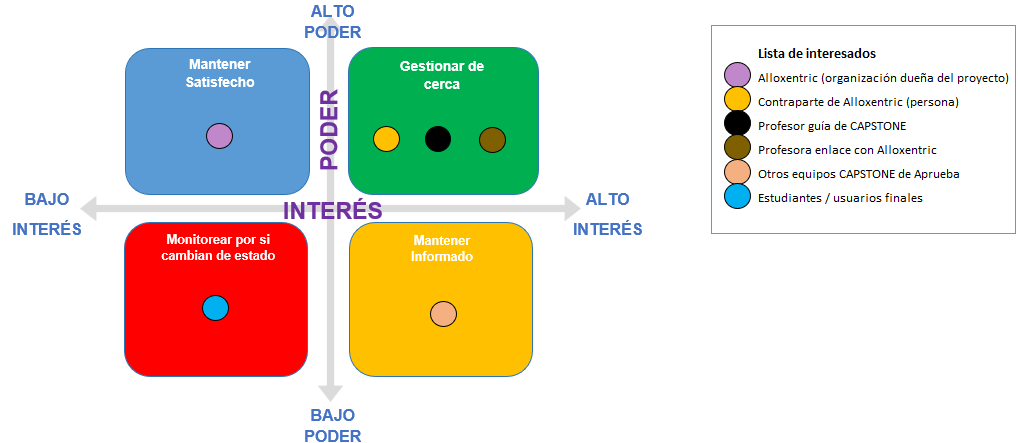 ALTO
PODER
Mantener
Satisfecho
Gestionar de
cerca
PODER
BAJO
INTERÉS
INTERÉS
ALTO
INTERÉS
Monitorear por si
cambian de estado
Mantener
Informado
BAJO
PODER
Lista de interesados
Alloxentric (organización dueña del proyecto)
Contraparte de Alloxentric (persona)
Profesor guía de CAPSTONE
Profesora enlace con Alloxentric
Otros equipos CAPSTONE de Aprueba
Estudiantes / usuarios finales